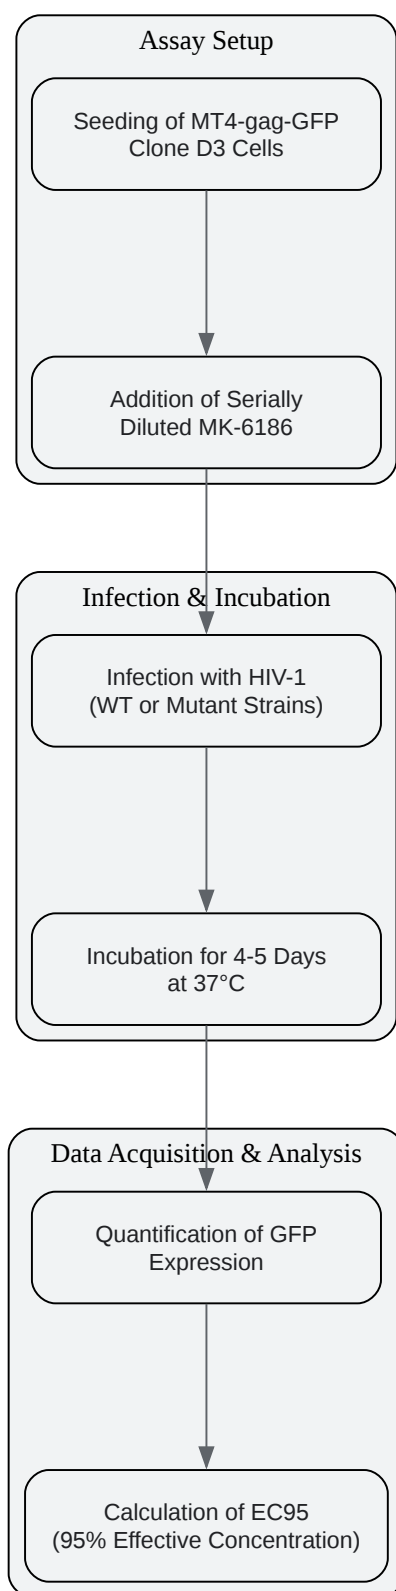 Assay Setup
Seeding of MT4-gag-GFP
Clone D3 Cells
Addition of Serially
Diluted MK-6186
Infection & Incubation
Infection with HIV-1
(WT or Mutant Strains)
Incubation for 4-5 Days
at 37°C
Data Acquisition & Analysis
Quantification of GFP
Expression
Calculation of EC95
(95% Effective Concentration)